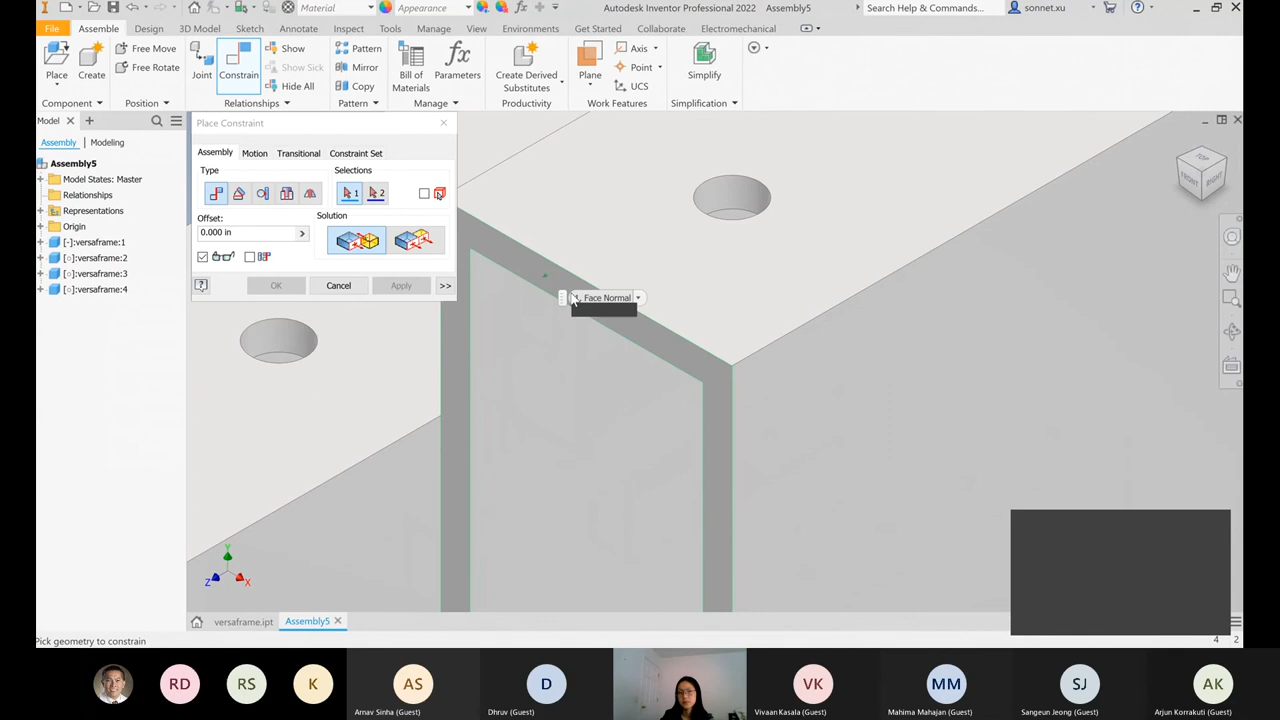 Material
Appearance
Autodesk Inventor Professional 2022 Assembly5
Search Help & Commands...
sonnet.xu
File Assemble Design 3D Model Sketch Annotate Inspect Tools Manage View Environments Get Started Collaborate Electromechanical
Place
Create
Free Move
Free Rotate
Joint
Constrain
Show
Show Sick
Hide All
Pattern
Mirror
Copy
Bill of
Materials
Parameters
Create Derived
Substitutes
Plane
Axis
Point
UCS
Simplify
Component Position Relationships Pattern Manage Productivity Work Features Simplification
Model
Assembly | Modeling
Assembly5
Model States: Master
Relationships
Representations
Origin
[-]:versaframe:1
[○]:versaframe:2
[○]:versaframe:3
[○]:versaframe:4
Place Constraint
Assembly Motion Transitional Constraint Set
Type
Selections
1
2
Offset:
0.000 in
Solution
OK
Cancel
Apply
>>
Face Normal
TOP
FRONT
RIGHT
Y
Z
X
versaframe.ipt
Assembly5
Pick geometry to constrain
4
2
RD
RS
K
AS
Arnav Sinha (Guest)
D
Dhruv (Guest)
VK
Vivaan Kasala (Guest)
MM
Mahima Mahajan (Guest)
SJ
Sangeun Jeong (Guest)
AK
Arjun Korrakuti (Guest)